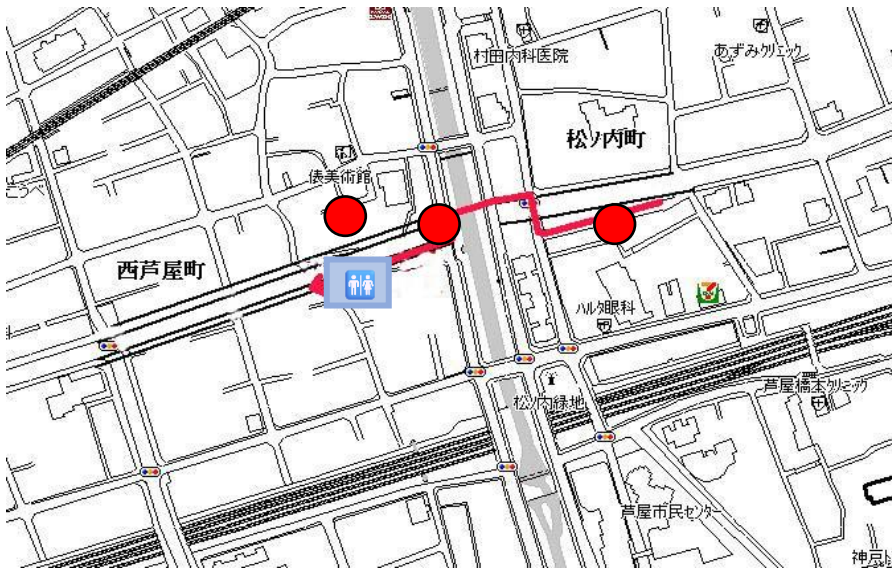 村田内科医院
あずみクリニック
松ノ内町
俵美術館
西芦屋町
ハルタ眼科
芦屋橋本クリニック
松ノ内緑地
芦屋市民センター
神戸